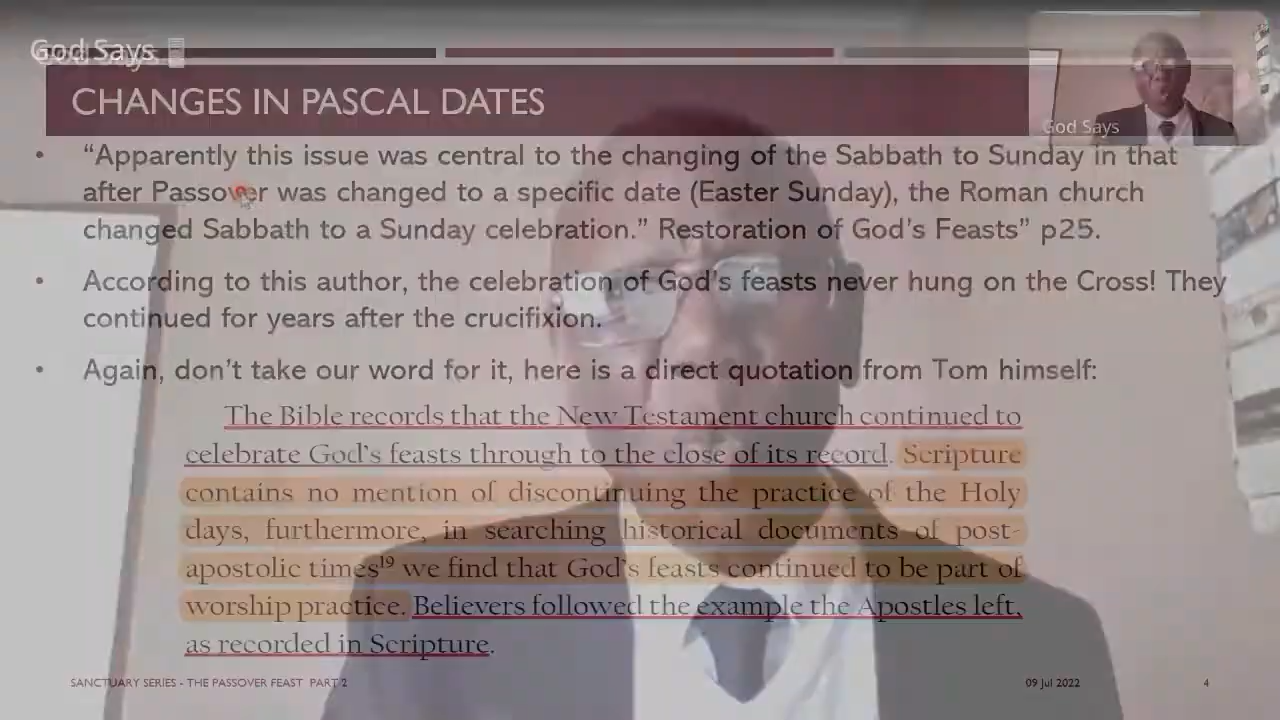 God Says
God Says
CHANGES IN PASCAL DATES
• “Apparently this issue was central to the changing of the Sabbath to Sunday in that
after Passover was changed to a specific date (Easter Sunday), the Roman church
changed Sabbath to a Sunday celebration.” Restoration of God’s Feasts” p25.
• According to this author, the celebration of God’s feasts never hung on the Cross! They
continued for years after the crucifixion.
• Again, don’t take our word for it, here is a direct quotation from Tom himself:
The Bible records that the New Testament church continued to
celebrate God’s feasts through to the close of its record. Scripture
contains no mention of discontinuing the practice of the Holy
days, furthermore, in searching historical documents of post-
apostolic times¹⁹ we find that God’s feasts continued to be part of
worship practice. Believers followed the example the Apostles left,
as recorded in Scripture.
SANCTUARY SERIES - THE PASSOVER FEAST PART 2
09 Jul 2022
4